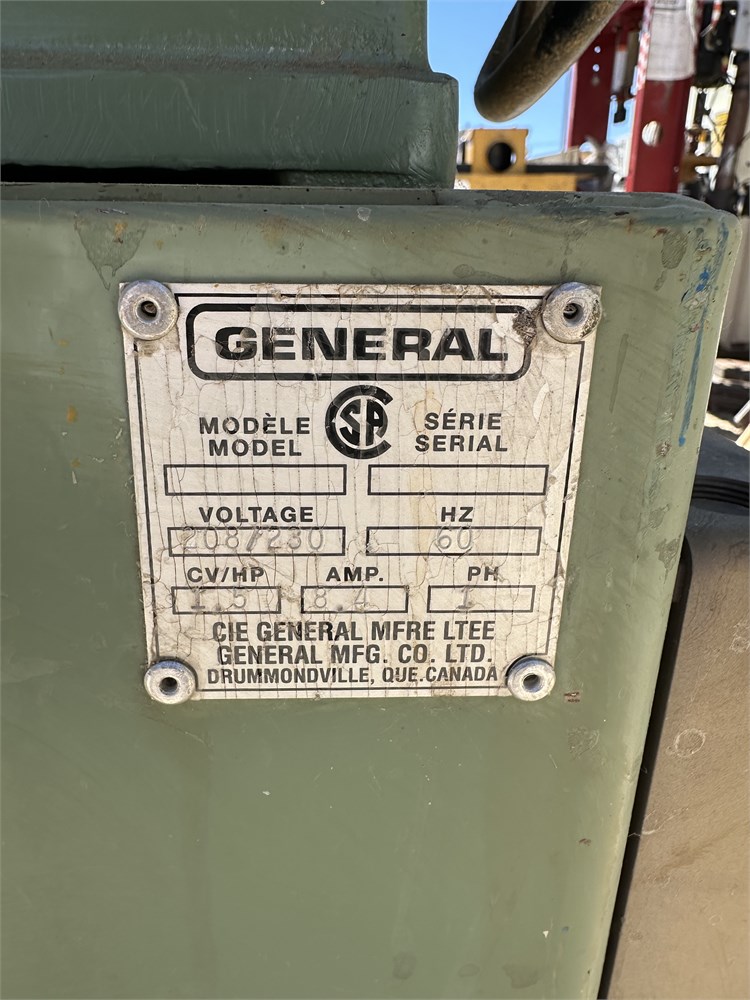 GENERAL
MODÈLE CSA SÉRIE
MODEL SERIAL
VOLTAGE HZ
208/230 60
CV/HP AMP. PH
1.5 8.4 1
CIE GENERAL MFRE LTEE
GENERAL MFG. CO. LTD.
DRUMMONDVILLE, QUE.CANADA